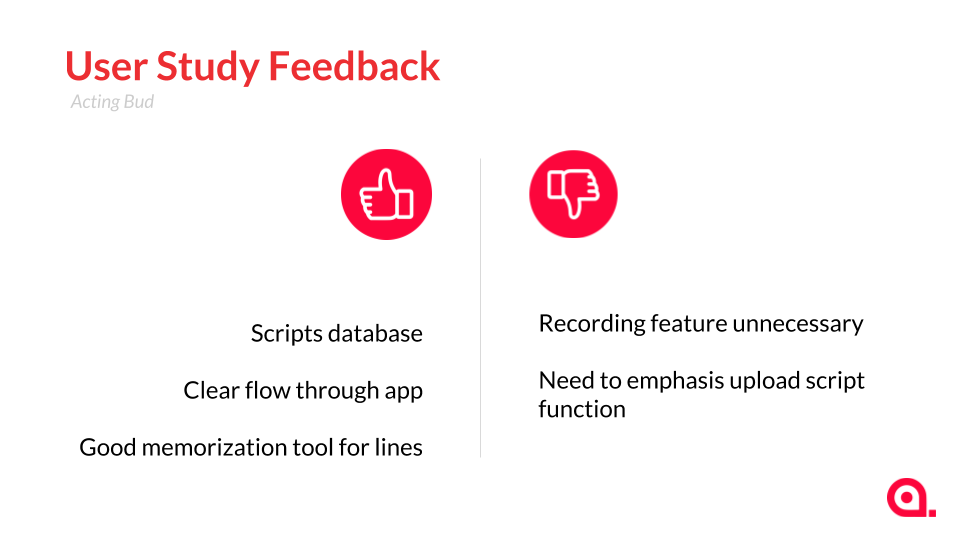 User Study Feedback
Acting Bud
Scripts database
Clear flow through app
Good memorization tool for lines
Recording feature unnecessary
Need to emphasis upload script
function